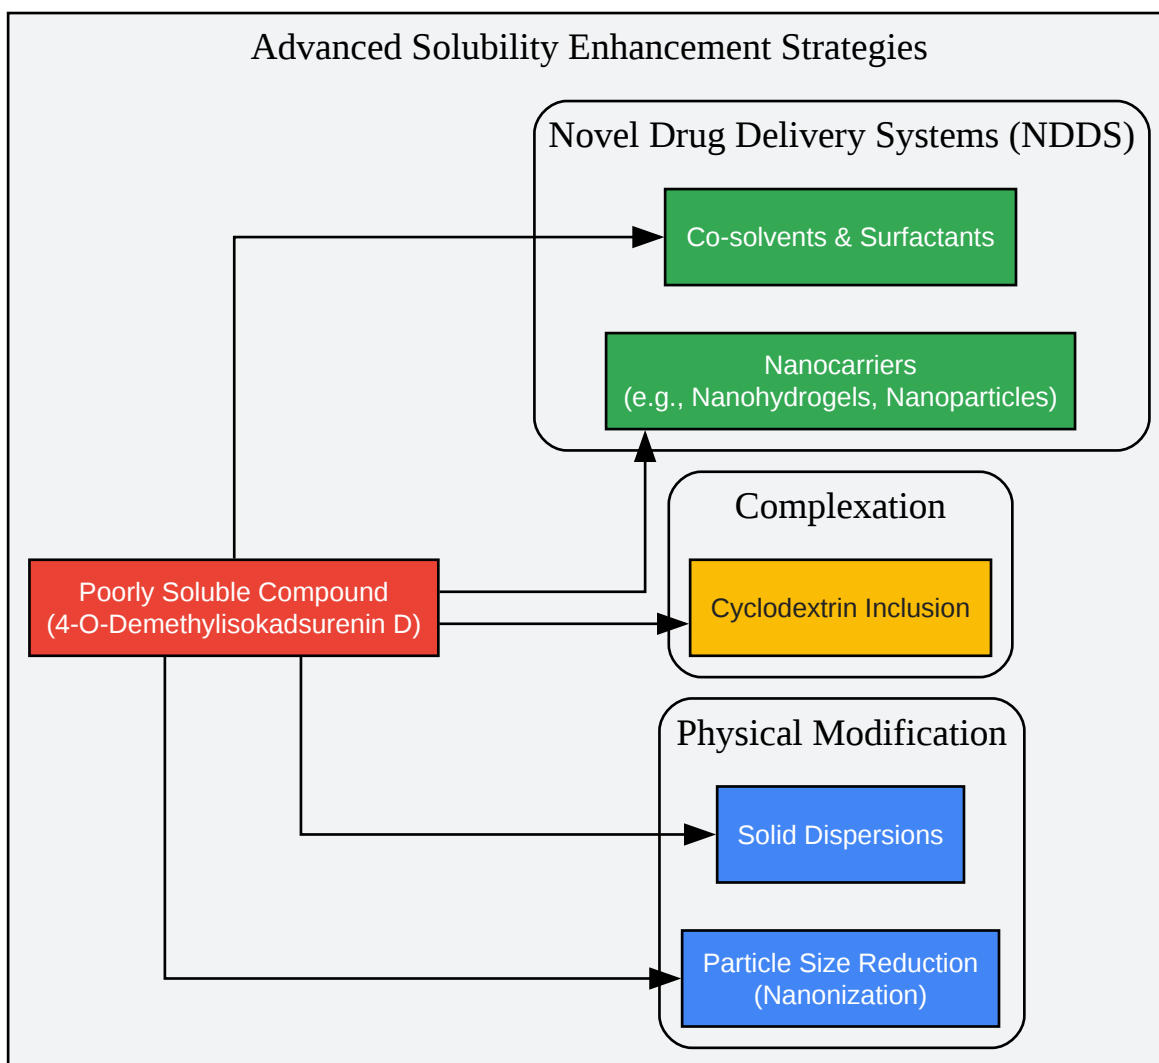 Advanced Solubility Enhancement Strategies
Novel Drug Delivery Systems (NDDS)
Co-solvents & Surfactants
Nanocarriers
(e.g., Nanohydrogels, Nanoparticles)
Complexation
Poorly Soluble Compound
(4-O-Demethylisokadsurenin D)
Cyclodextrin Inclusion
Physical Modification
Solid Dispersions
Particle Size Reduction
(Nanonization)